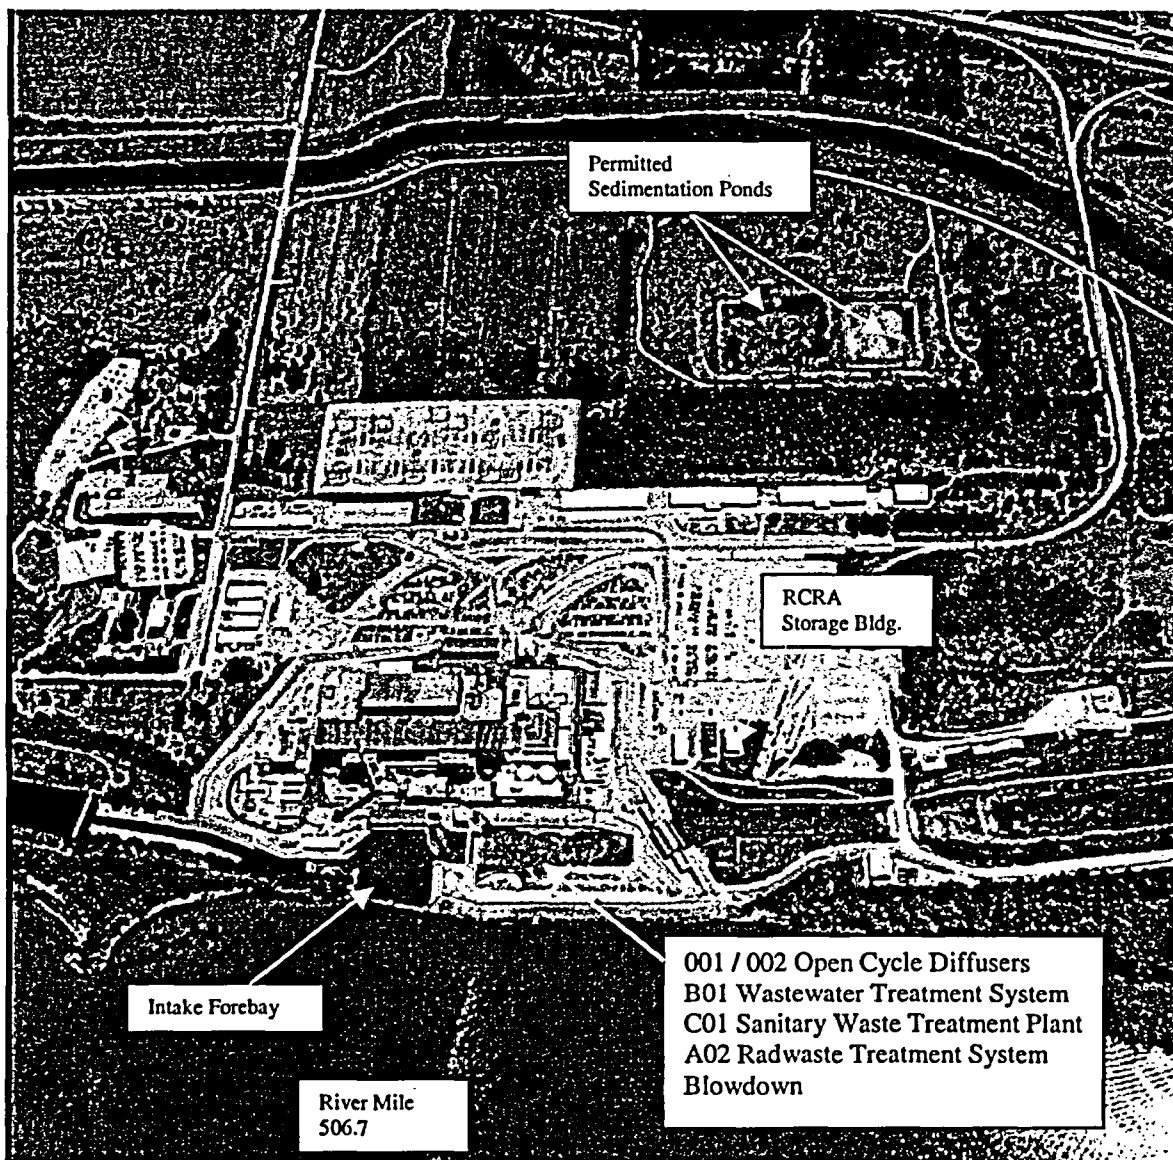 Permitted
Sedimentation Ponds
RCRA
Storage Bldg.
Intake Forebay
001 / 002 Open Cycle Diffusers
B01 Wastewater Treatment System
C01 Sanitary Waste Treatment Plant
A02 Radwaste Treatment System
Blowdown
River Mile
506.7